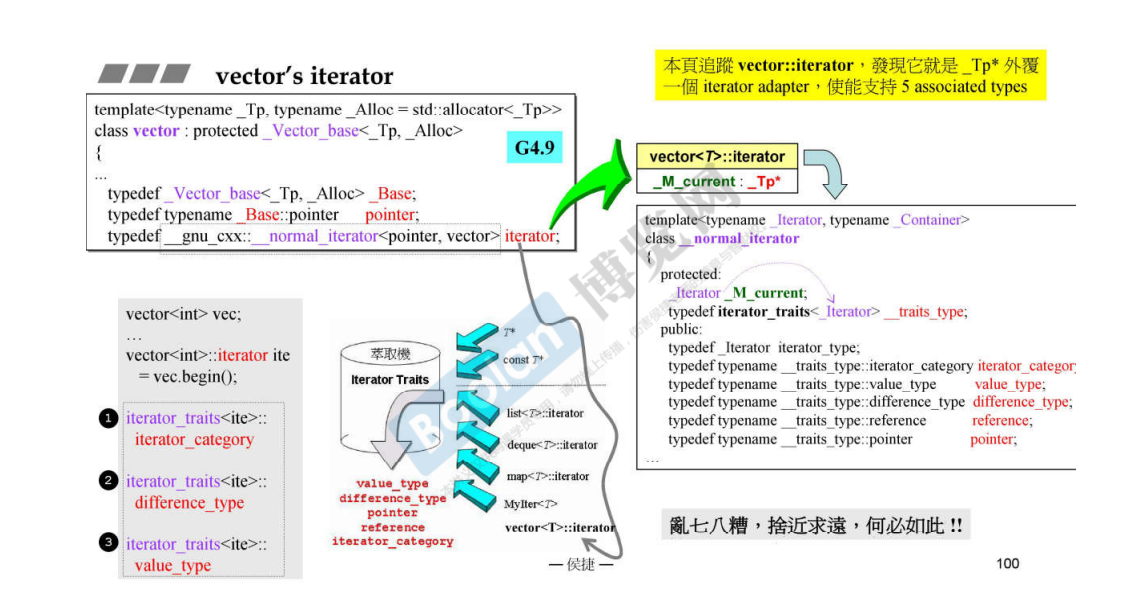 vector's iterator
本頁追蹤 vector::iterator，發現它就是 _Tp* 外覆
一個 iterator adapter，使能支持 5 associated types
template<typename _Tp, typename _Alloc = std::allocator<_Tp>>
class vector : protected _Vector_base<_Tp, _Alloc>
{
...
typedef _Vector_base<_Tp, _Alloc> _Base;
typedef typename _Base::pointer pointer;
typedef __gnu_cxx::__normal_iterator<pointer, vector> iterator;
G4.9
vector<T>::iterator
_M_current : _Tp*
template<typename _Iterator, typename _Container>
class __normal_iterator
{
protected:
_Iterator _M_current;
typedef iterator_traits<_Iterator> __traits_type;
public:
typedef _Iterator iterator_type;
typedef typename __traits_type::iterator_category iterator_category
typedef typename __traits_type::value_type value_type;
typedef typename __traits_type::difference_type difference_type;
typedef typename __traits_type::reference reference;
typedef typename __traits_type::pointer pointer;
...
vector<int> vec;
...
vector<int>::iterator ite
= vec.begin();
1 iterator_traits<ite>::
iterator_category
2 iterator_traits<ite>::
difference_type
3 iterator_traits<ite>::
value_type
萃取機
Iterator Traits
T*
const T*
list<T>::iterator
deque<T>::iterator
map<T>::iterator
MyIter<T>
vector<T>::iterator
value_type
difference_type
pointer
reference
iterator_category
亂七八糟，捨近求遠，何必如此 !!
— 侯捷 —
100
Boolan 博览网